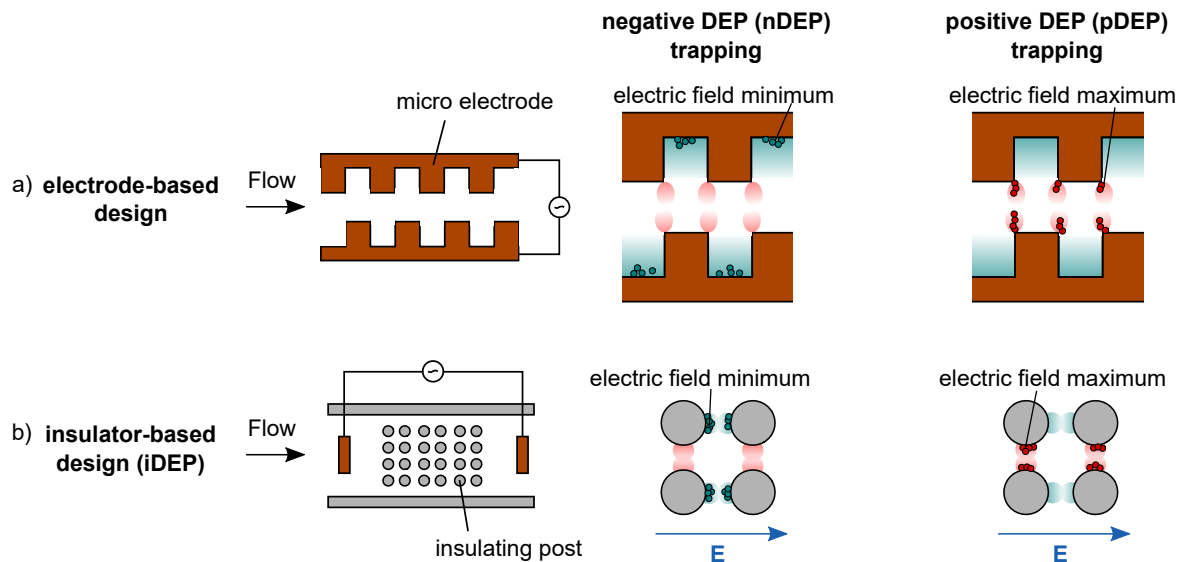 negative DEP (nDEP)
trapping
positive DEP (pDEP)
trapping
micro electrode
electric field minimum
electric field maximum
a) electrode-based
design
Flow
electric field minimum
electric field maximum
b) insulator-based
design (iDEP)
Flow
insulating post
E
E